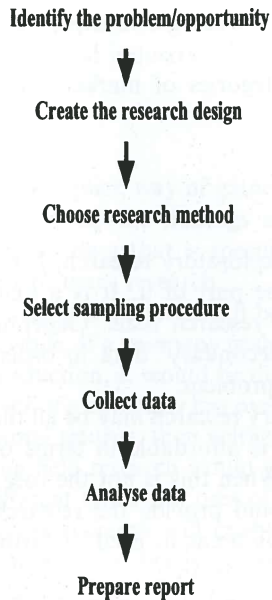 Identify the problem/opportunity
Create the research design
Choose research method
Select sampling procedure
Collect data
Analyse data
Prepare report